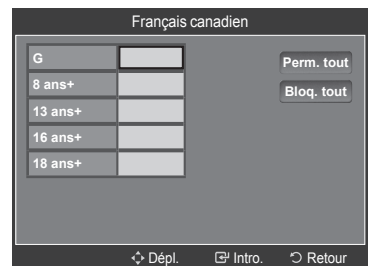 Français canadien
G
Perm. tout
8 ans+
Bloq. tout
13 ans+
16 ans+
18 ans+
Dépl. Intro. Retour